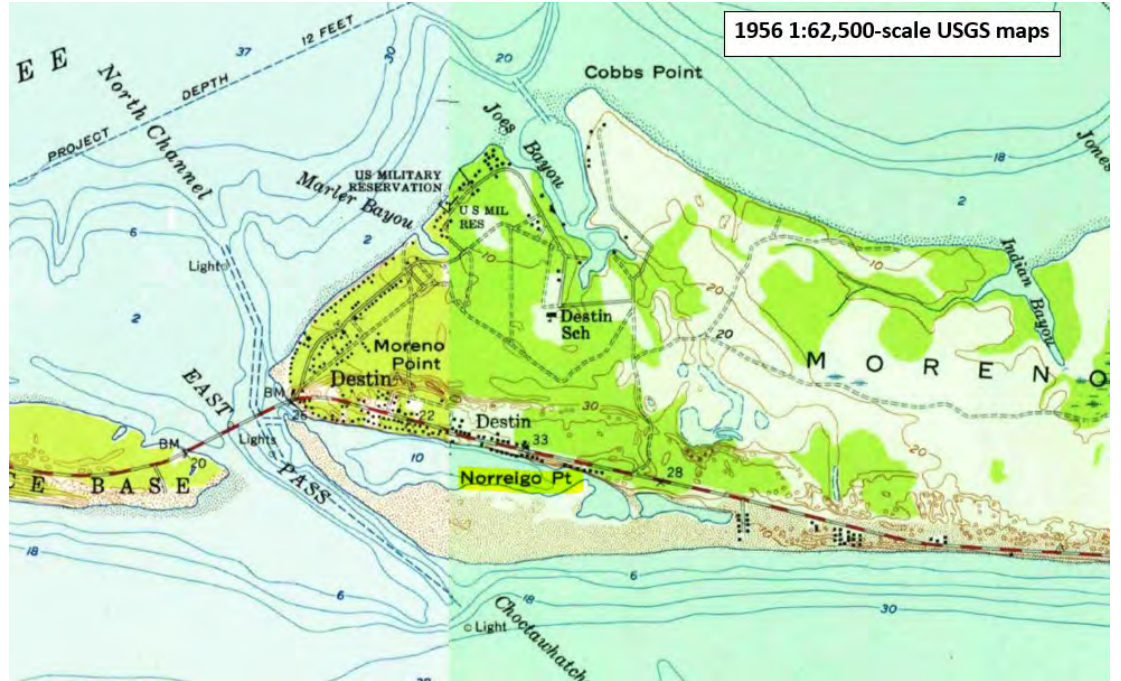 1956 1:62,500-scale USGS maps
E E
North Channel
37
12 FEET
DEPTH
PROJECT
30
20
Cobbs Point
Joes Bayou
18
Jones
2
US MILITARY
RESERVATION
U S MIL
RES
Marler Bayou
6
2
10
Light
Indian Bayou
10
20
2
Destin
Sch
20
Moreno
Point
M O R E N O
Destin
EAST PASS
BM
26
22
30
Destin
33
BM
Lights
20
10
Norreigo Pt
28
CE BASE
18
6
6
18
30
Choctawhatch
Light